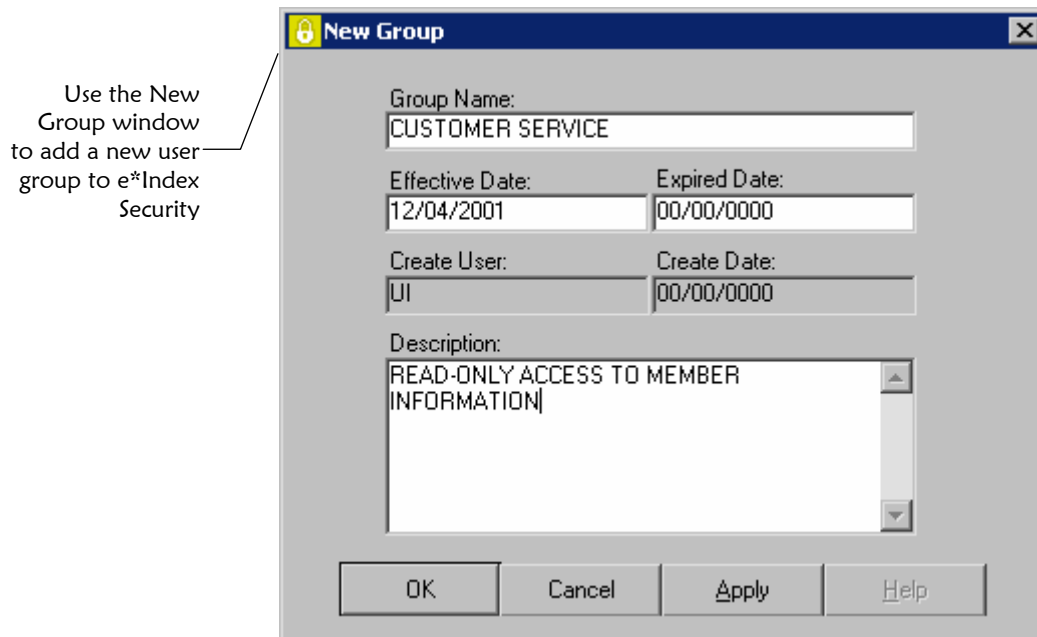 Use the New
Group window
to add a new user
group to e*Index
Security
New Group
Group Name:
CUSTOMER SERVICE
Effective Date: Expired Date:
12/04/2001 00/00/0000
Create User: Create Date:
UI 00/00/0000
Description:
READ-ONLY ACCESS TO MEMBER
INFORMATION
OK Cancel Apply Help